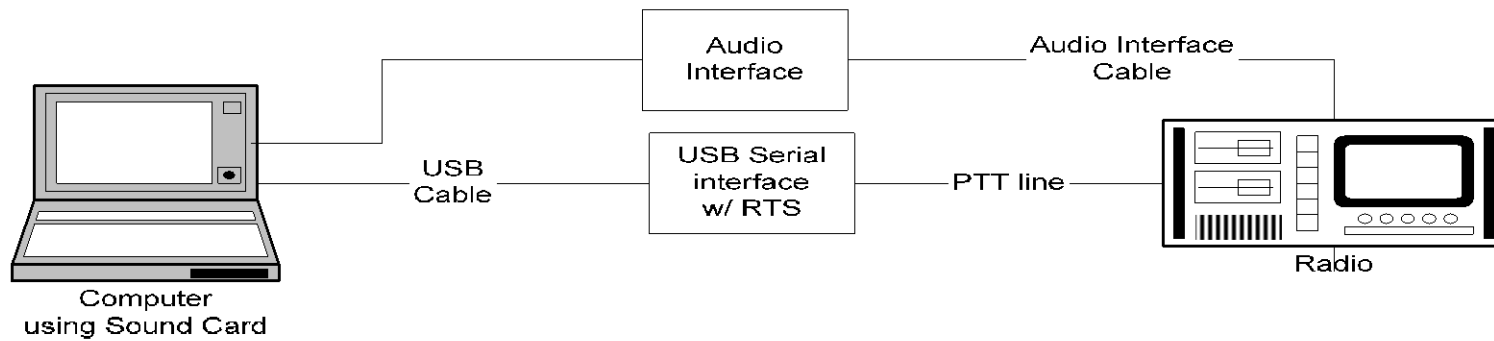 Audio
Interface
Audio Interface
Cable
USB
Cable
USB Serial
interface
w/ RTS
PTT line
Radio
Computer
using Sound Card